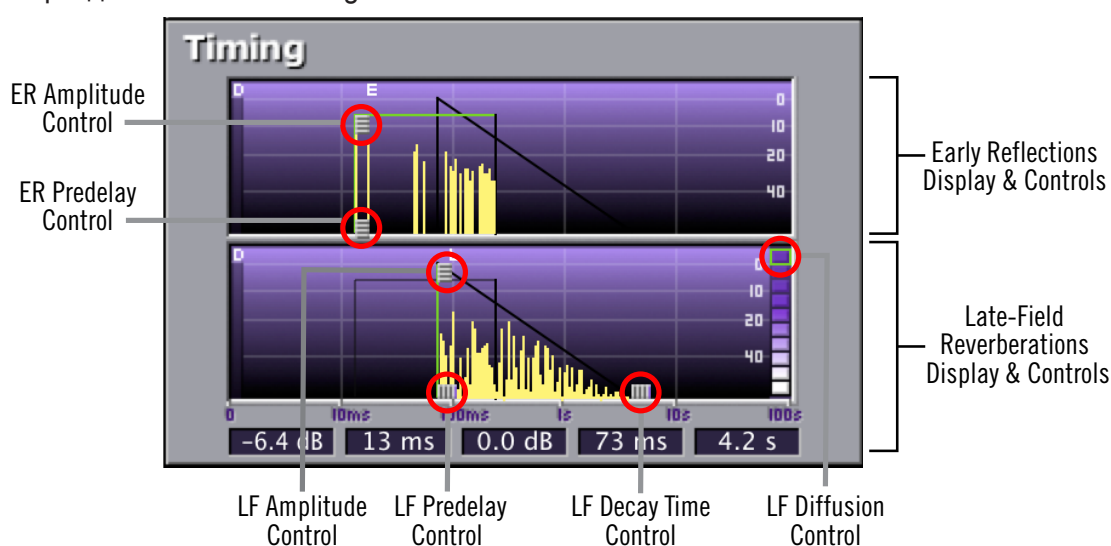 Timing
ER Amplitude
Control
ER Predelay
Control
D E
0
10
20
40
Early Reflections
Display & Controls
D
10
20
40
Late-Field
Reverberations
Display & Controls
0 10ms 1s 10s 100s
-6.4 dB 13 ms 0.0 dB 73 ms 4.2 s
LF Amplitude
Control
LF Predelay
Control
LF Decay Time
Control
LF Diffusion
Control